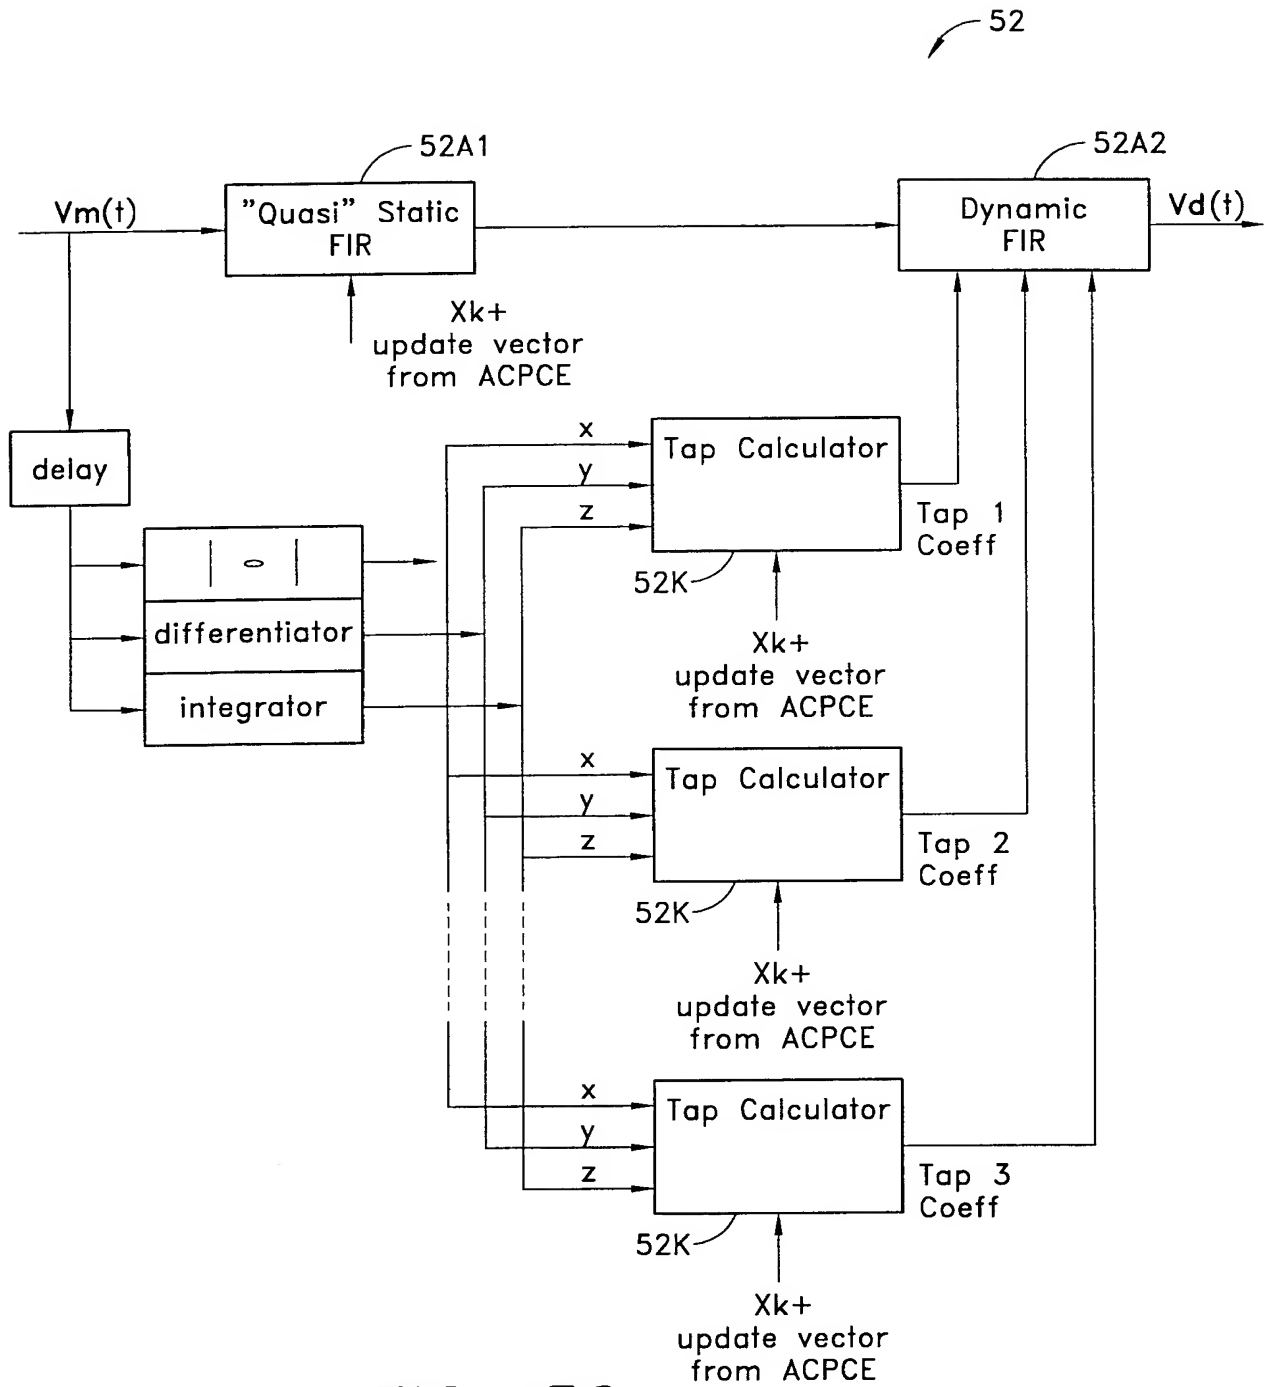 52
52A1
52A2
Vm(t)
"Quasi" Static
FIR
Dynamic
FIR
Vd(t)
Xk+
update vector
from ACPCE
delay
| o |
differentiator
integrator
x
y
z
Tap Calculator
Tap 1
Coeff
52K
Xk+
update vector
from ACPCE
x
y
z
Tap Calculator
Tap 2
Coeff
52K
Xk+
update vector
from ACPCE
x
y
z
Tap Calculator
Tap 3
Coeff
52K
Xk+
update vector
from ACPCE